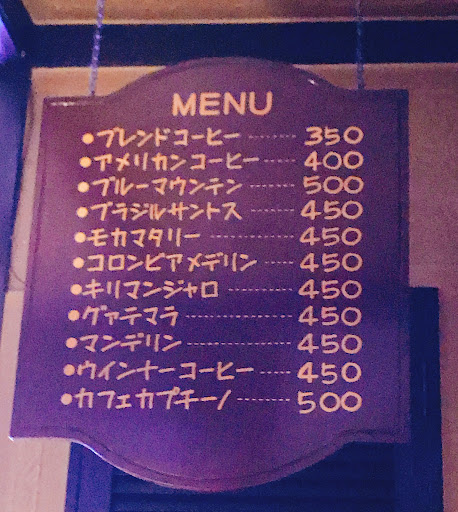 MENU
●ブレンドコーヒー -------- 350
●アメリカンコーヒー ----- 400
●ブルーマウンテン ------ 500
●ブラジルサントス ------ 450
●モカマタリー ---------- 450
●コロンビアメデリン ---- 450
●キリマンジャロ -------- 450
●グァテマラ ------------ 450
●マンデリン ------------ 450
●ウインナーコーヒー ---- 450
●カフェカプチーノ ------ 500